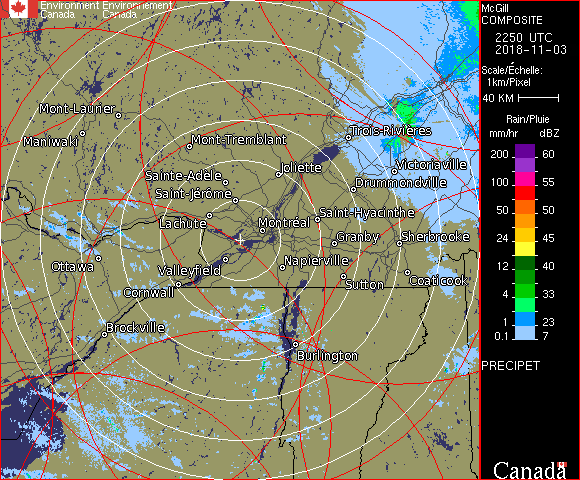 Environment Environnement
Canada Canada
McGill
COMPOSITE
2250 UTC
2018-11-03
Scale/Échelle:
1km/Pixel
40 KM
Rain/Pluie
mm/hr dBZ
200 60
150 57
100 55
50 50
24 45
12 40
4 33
1 23
0.1 7
PRECIPET
Canada
Mont-Laurier
Maniwaki
Mont-Tremblant
Trois-Rivières
Joliette
Victoriaville
Sainte-Adèle
Drummondville
Saint-Jérôme
Lachute
Saint-Hyacinthe
Montréal
Granby
Sherbrooke
Ottawa
Valleyfield
Napierville
Cornwall
Sutton
Coaticook
Brockville
Burlington